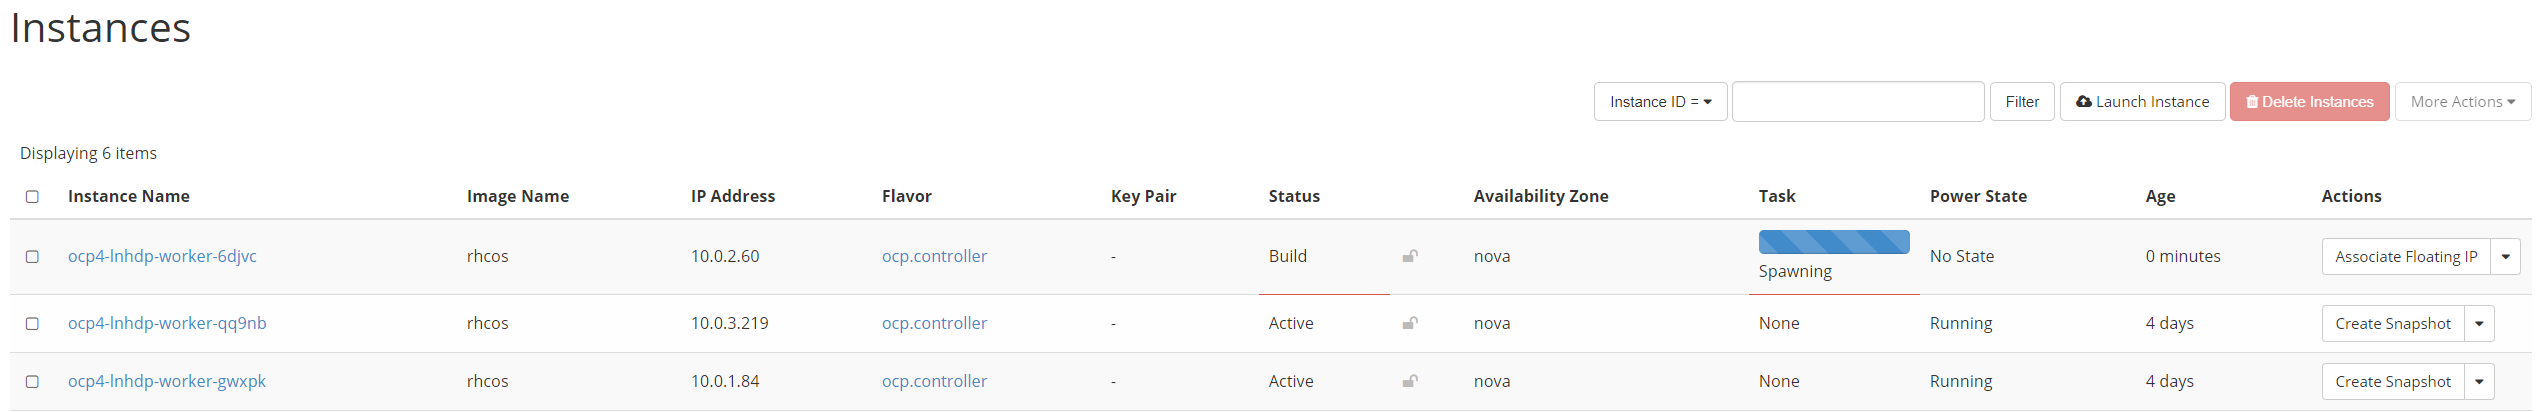 Instances
Instance ID = Filter Launch Instance Delete Instances More Actions
Displaying 6 items
Instance Name Image Name IP Address Flavor Key Pair Status Availability Zone Task Power State Age Actions
ocp4-lnhdp-worker-6djvc rhcos 10.0.2.60 ocp.controller - Build nova Spawning No State 0 minutes Associate Floating IP
ocp4-lnhdp-worker-qq9nb rhcos 10.0.3.219 ocp.controller - Active nova None Running 4 days Create Snapshot
ocp4-lnhdp-worker-gwxpk rhcos 10.0.1.84 ocp.controller - Active nova None Running 4 days Create Snapshot